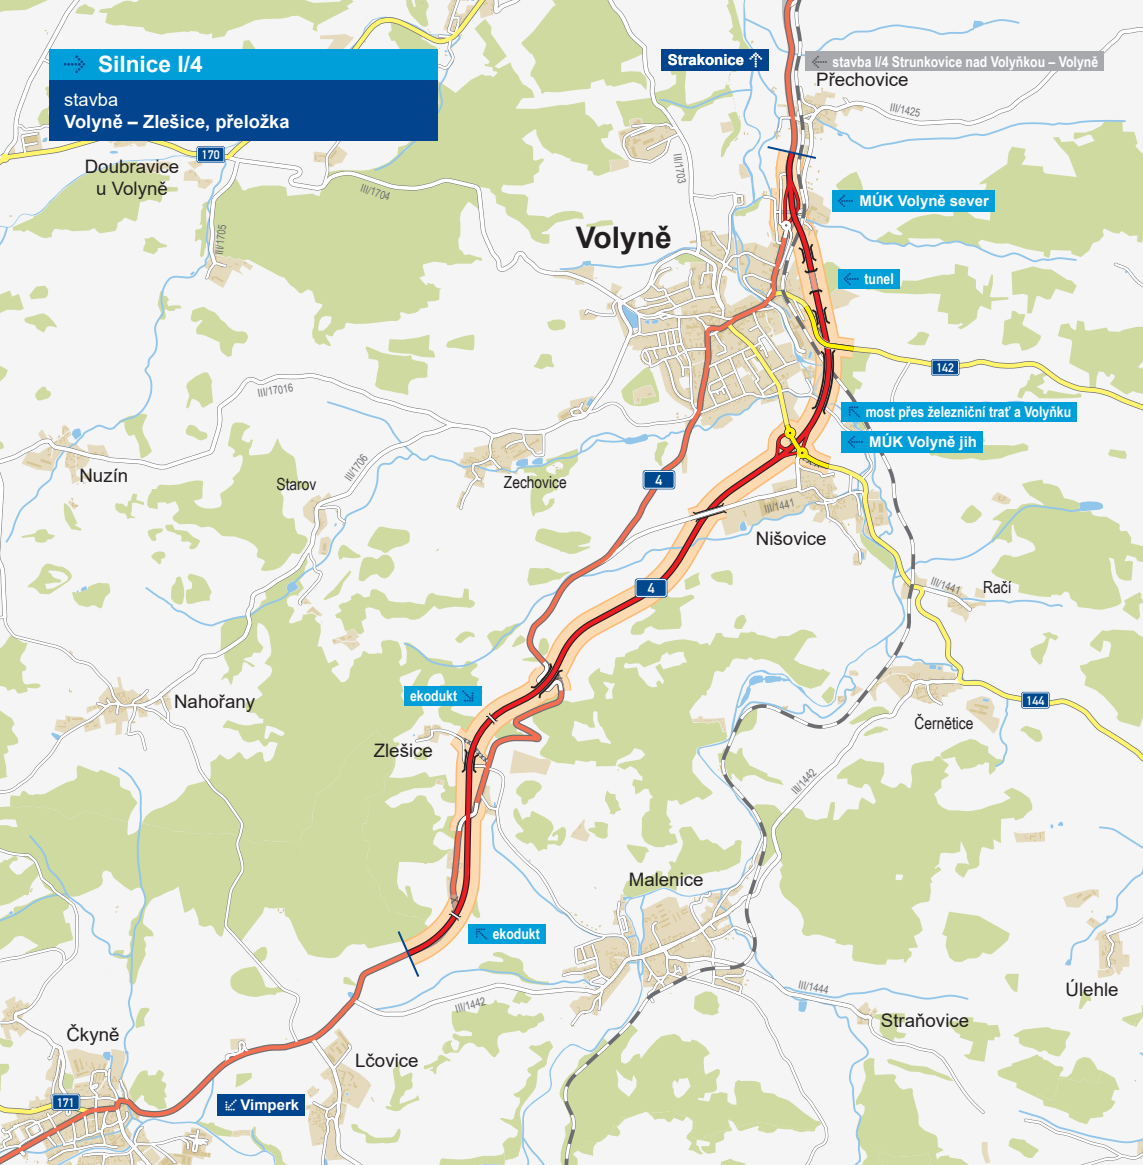 Silnice I/4
stavba
Volyně – Zlešice, přeložka
Strakonice
stavba I/4 Strunkovice nad Volyňkou – Volyně
Přechovice
III/1425
170
Doubravice
u Volyně
III/1704
III/1703
III/1705
MÚK Volyně sever
Volyně
tunel
142
III/17016
most přes železniční trať a Volyňku
MÚK Volyně jih
Nuzín
III/1706
Starov
Zechovice
4
III/1441
Nišovice
4
III/1441
Račí
ekodukt
Nahořany
144
Černětice
Zlešice
III/1442
Malenice
ekodukt
III/1444
Úlehle
III/1442
Straňovice
Čkyně
Lčovice
171
Vimperk